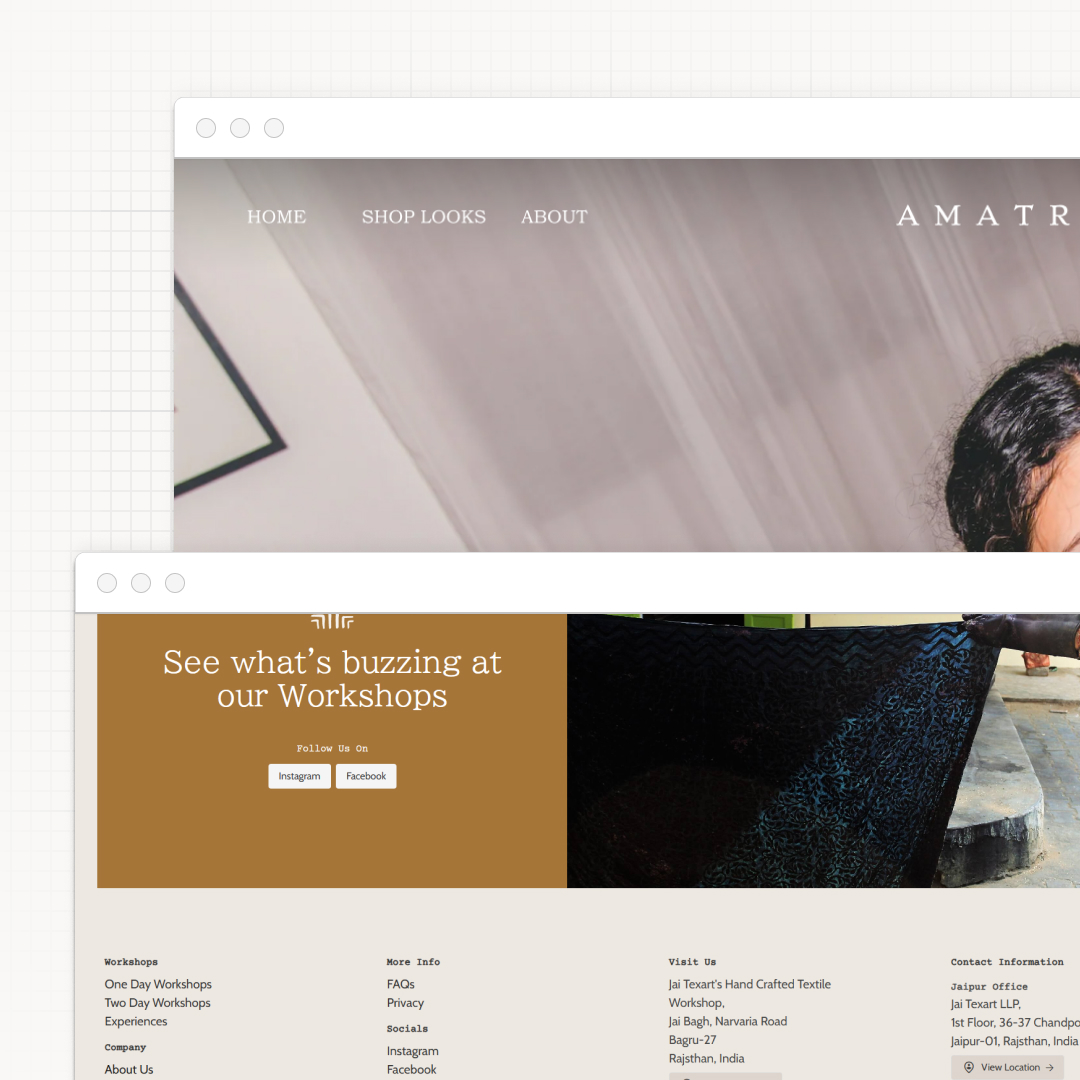 HOME SHOP LOOKS ABOUT AMATR
See what's buzzing at
our Workshops
Follow Us On
Instagram Facebook
Workshops
One Day Workshops
Two Day Workshops
Experiences
Company
About Us
More Info
FAQs
Privacy
Socials
Instagram
Facebook
Visit Us
Jai Texart's Hand Crafted Textile
Workshop,
Jai Bagh, Narvaria Road
Bagru-27
Rajsthan, India
Contact Information
Jaipur Office
Jai Texart LLP,
1st Floor, 36-37 Chandpo
Jaipur-01, Rajsthan, India
View Location →